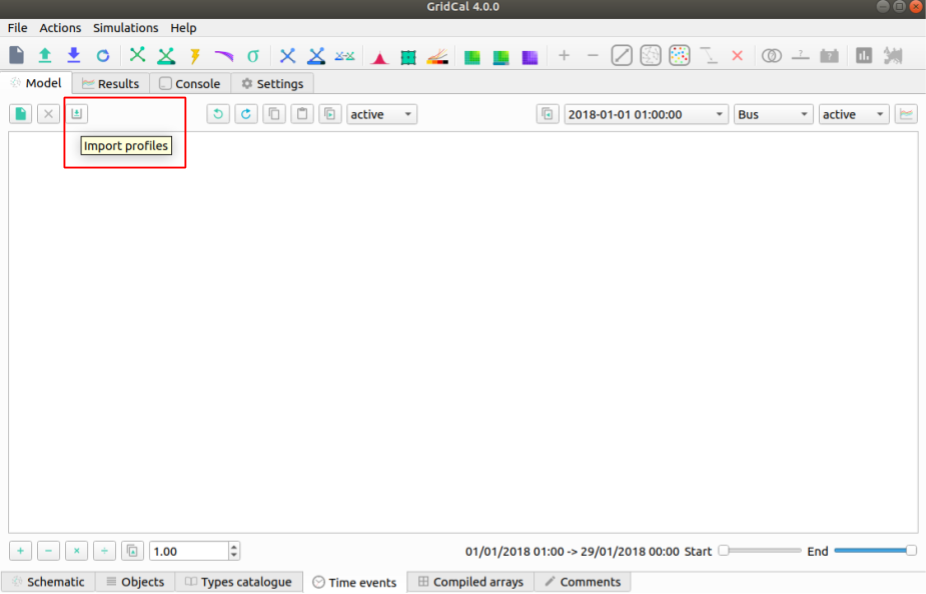 GridCal 4.0.0
File Actions Simulations Help
Model Results Console Settings
active 2018-01-01 01:00:00 Bus active
Import profiles
1.00 01/01/2018 01:00 -> 29/01/2018 00:00 Start End
Schematic Objects Types catalogue Time events Compiled arrays Comments